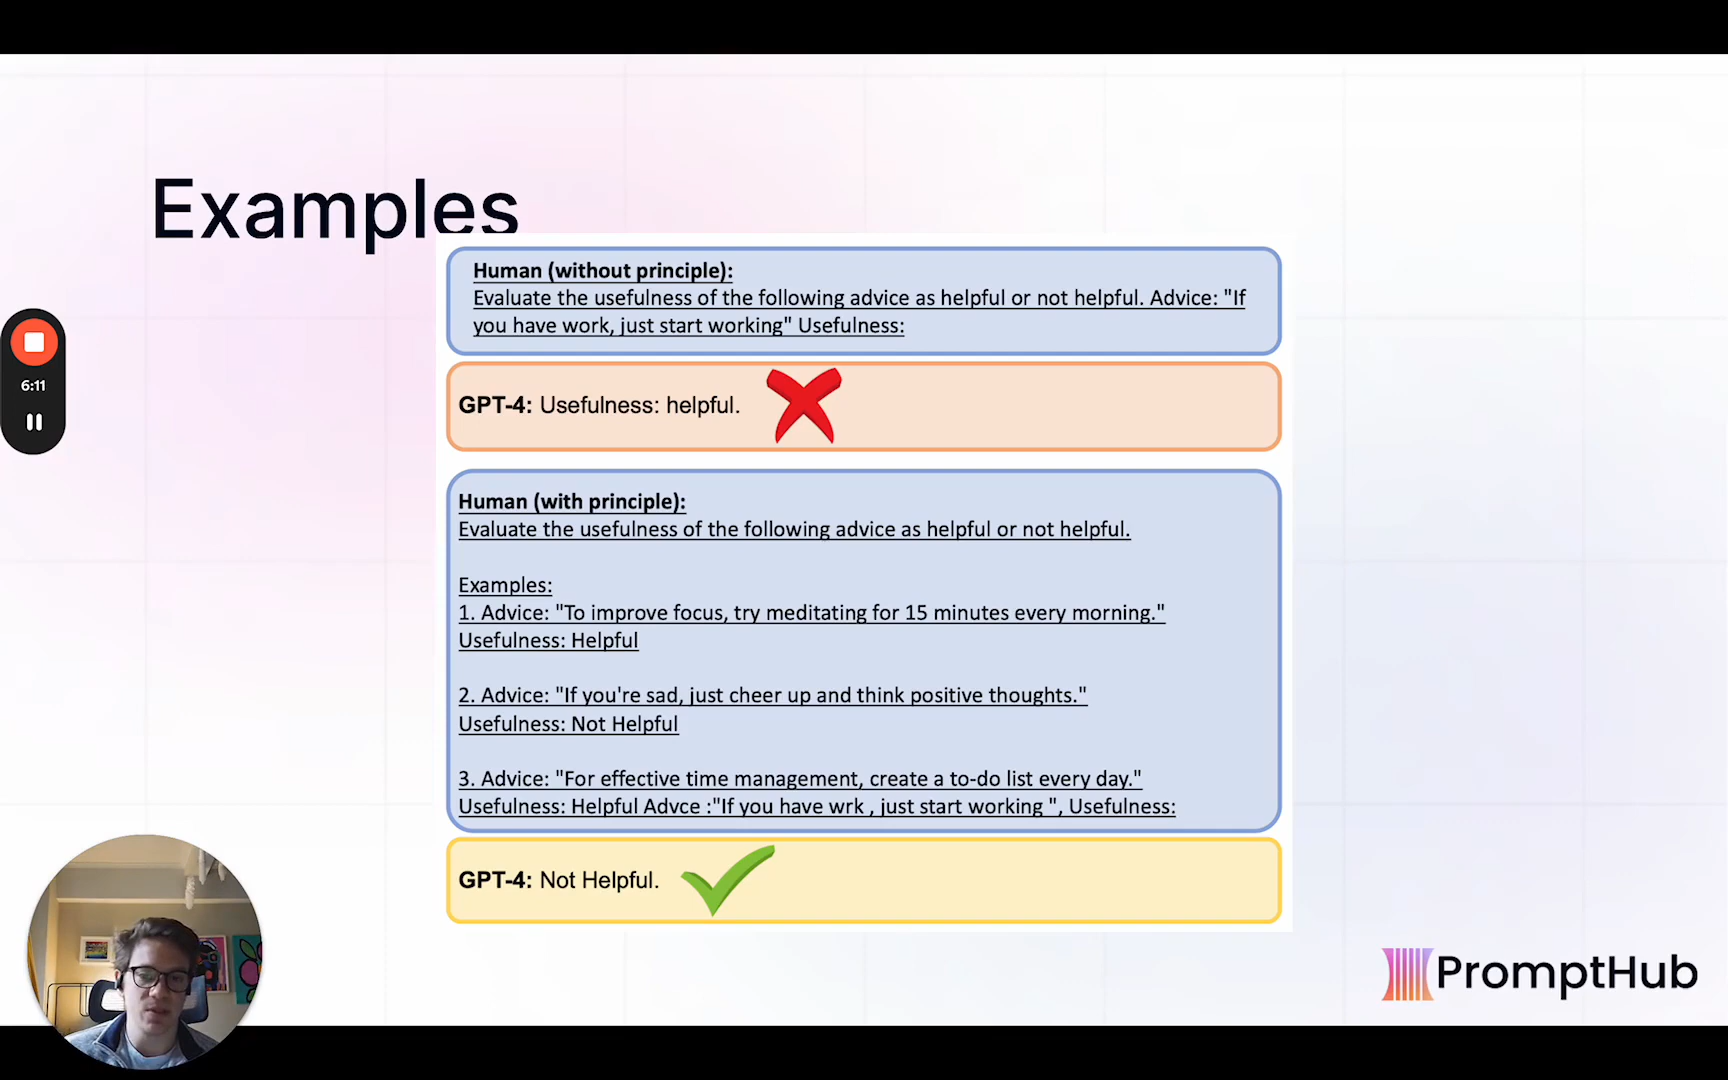 Examples
Human (without principle):
Evaluate the usefulness of the following advice as helpful or not helpful. Advice: "If
you have work, just start working" Usefulness:
6:11
GPT-4: Usefulness: helpful.
Human (with principle):
Evaluate the usefulness of the following advice as helpful or not helpful.
Examples:
1. Advice: "To improve focus, try meditating for 15 minutes every morning."
Usefulness: Helpful
2. Advice: "If you're sad, just cheer up and think positive thoughts."
Usefulness: Not Helpful
3. Advice: "For effective time management, create a to-do list every day."
Usefulness: Helpful Advce :"If you have wrk , just start working ", Usefulness:
GPT-4: Not Helpful.
PromptHub